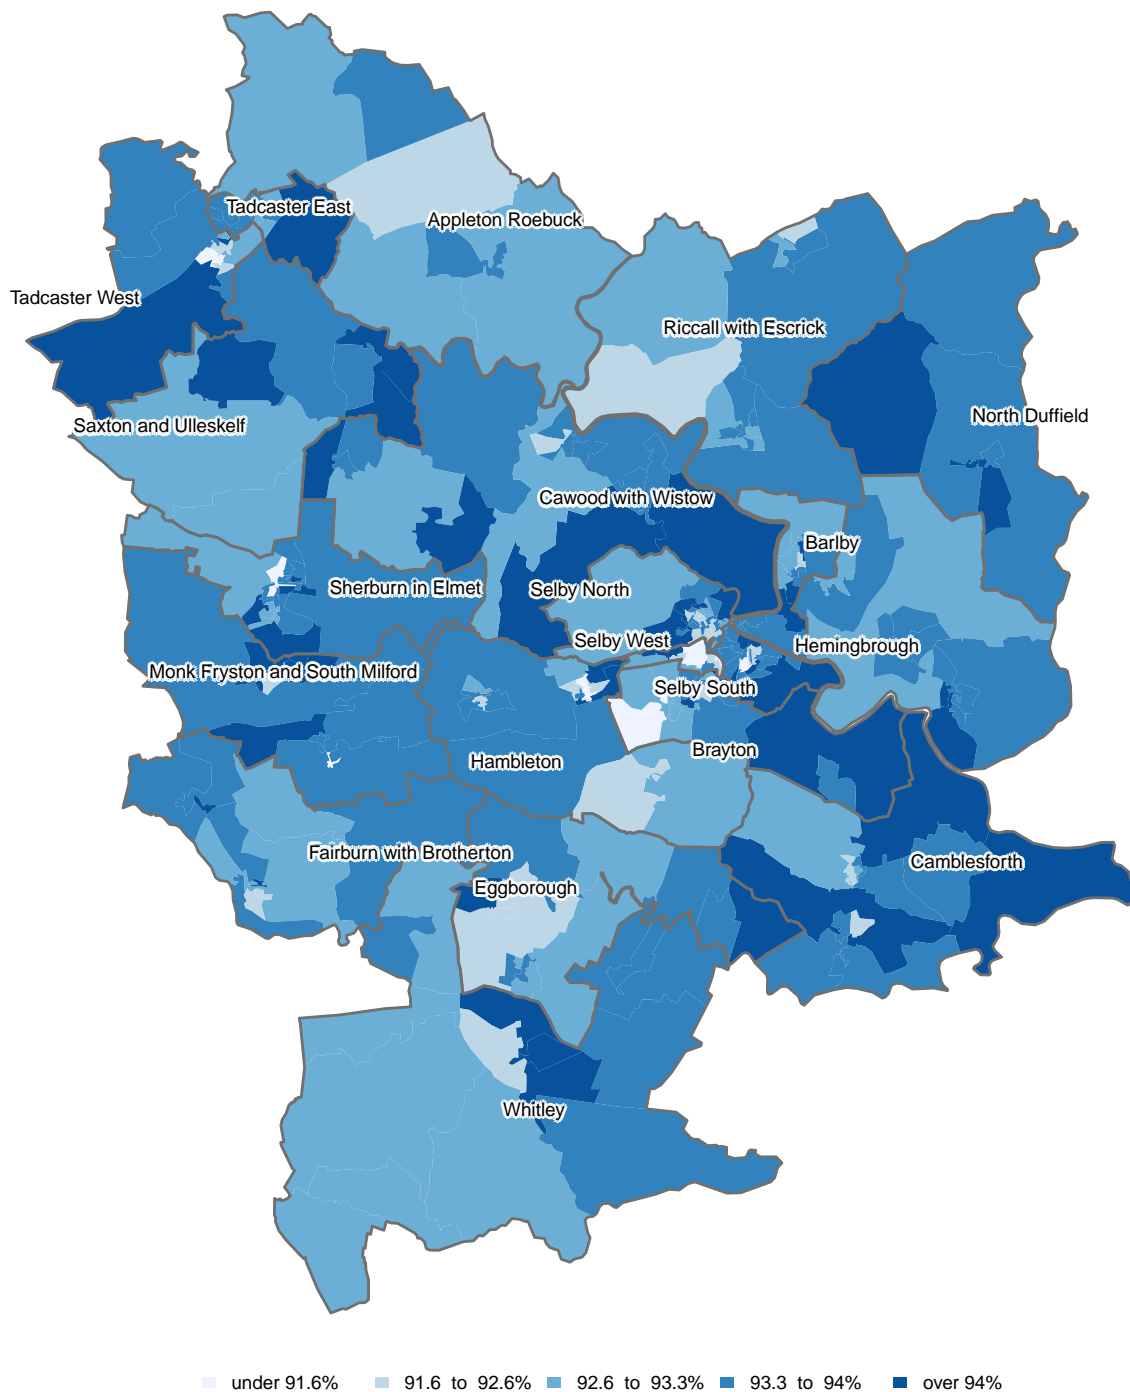 Tadcaster East
Appleton Roebuck
Tadcaster West
Riccall with Escrick
North Duffield
Saxton and Ulleskelf
Cawood with Wistow
Barlby
Sherburn in Elmet
Selby North
Selby West
Hemingbrough
Monk Fryston and South Milford
Selby South
Brayton
Hambleton
Fairburn with Brotherton
Camblesforth
Eggborough
Whitley
under 91.6% 91.6 to 92.6% 92.6 to 93.3% 93.3 to 94% over 94%